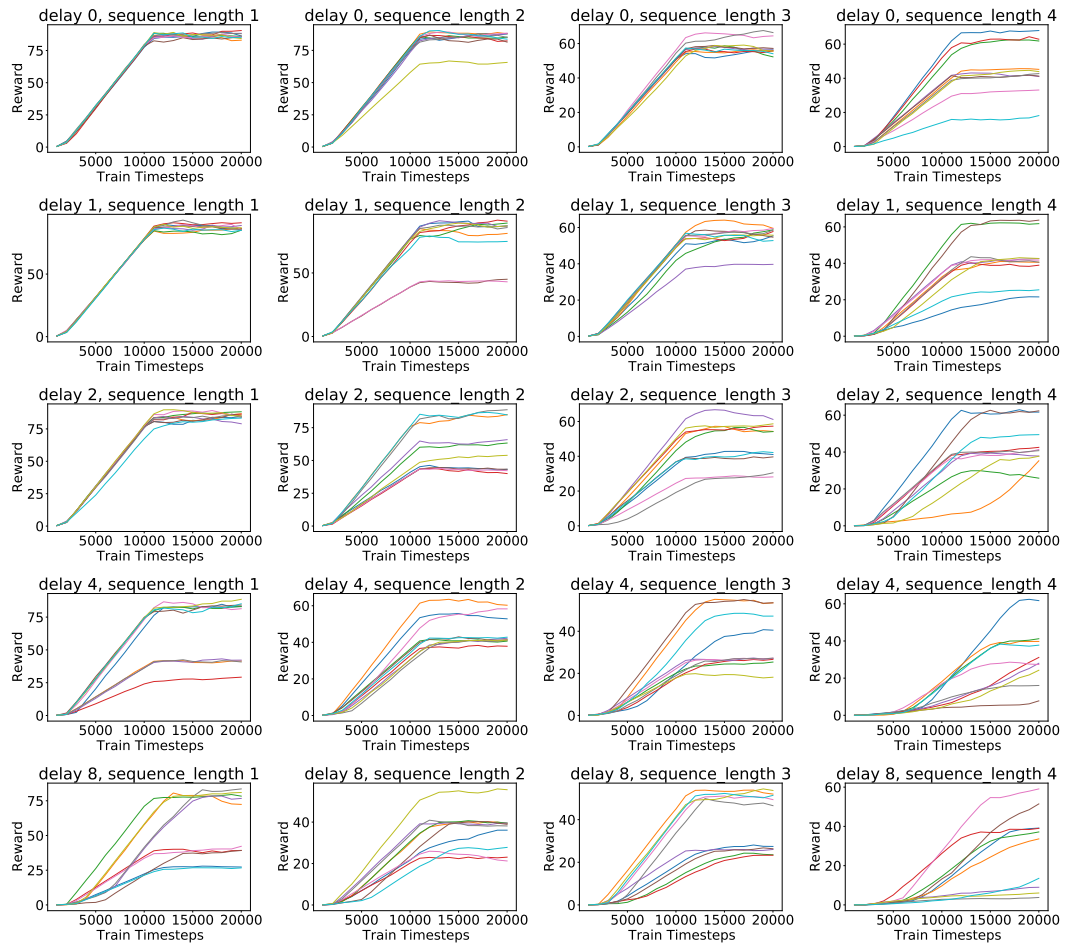 delay 0, sequence_length 1
Reward
75
50
25
0
5000 10000 15000 20000
Train Timesteps
delay 0, sequence_length 2
Reward
75
50
25
0
5000 10000 15000 20000
Train Timesteps
delay 0, sequence_length 3
Reward
60
40
20
0
5000 10000 15000 20000
Train Timesteps
delay 0, sequence_length 4
Reward
60
40
20
0
5000 10000 15000 20000
Train Timesteps
delay 1, sequence_length 1
Reward
50
0
5000 10000 15000 20000
Train Timesteps
delay 1, sequence_length 2
Reward
50
0
5000 10000 15000 20000
Train Timesteps
delay 1, sequence_length 3
Reward
60
40
20
0
5000 10000 15000 20000
Train Timesteps
delay 1, sequence_length 4
Reward
60
40
20
0
5000 10000 15000 20000
Train Timesteps
delay 2, sequence_length 1
Reward
75
50
25
0
5000 10000 15000 20000
Train Timesteps
delay 2, sequence_length 2
Reward
75
50
25
0
5000 10000 15000 20000
Train Timesteps
delay 2, sequence_length 3
Reward
60
40
20
0
5000 10000 15000 20000
Train Timesteps
delay 2, sequence_length 4
Reward
60
40
20
0
5000 10000 15000 20000
Train Timesteps
delay 4, sequence_length 1
Reward
75
50
25
0
5000 10000 15000 20000
Train Timesteps
delay 4, sequence_length 2
Reward
60
40
20
0
5000 10000 15000 20000
Train Timesteps
delay 4, sequence_length 3
Reward
40
20
0
5000 10000 15000 20000
Train Timesteps
delay 4, sequence_length 4
Reward
60
40
20
0
5000 10000 15000 20000
Train Timesteps
delay 8, sequence_length 1
Reward
75
50
25
0
5000 10000 15000 20000
Train Timesteps
delay 8, sequence_length 2
Reward
40
20
0
5000 10000 15000 20000
Train Timesteps
delay 8, sequence_length 3
Reward
40
20
0
5000 10000 15000 20000
Train Timesteps
delay 8, sequence_length 4
Reward
60
40
20
0
5000 10000 15000 20000
Train Timesteps